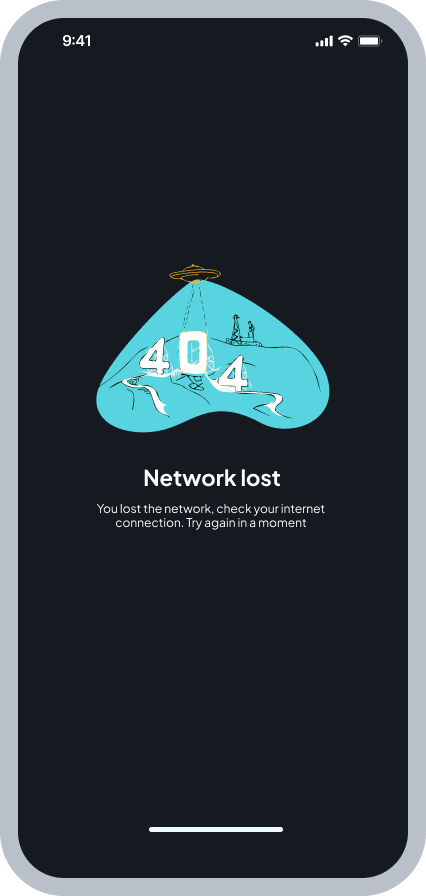 9:41
404
Network lost
You lost the network, check your internet
connection. Try again in a moment